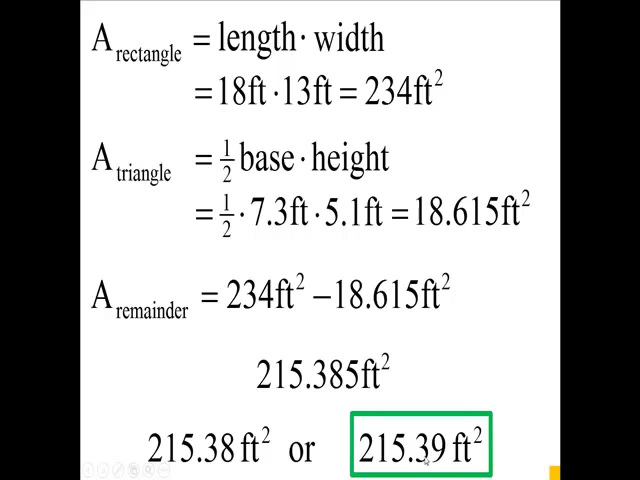 A rectangle = length · width
= 18ft · 13ft = 234ft²
A triangle = ½ base · height
= ½ · 7.3ft · 5.1ft = 18.615ft²
A remainder = 234ft² – 18.615ft²
215.385ft²
215.38 ft² or 215.39 ft²